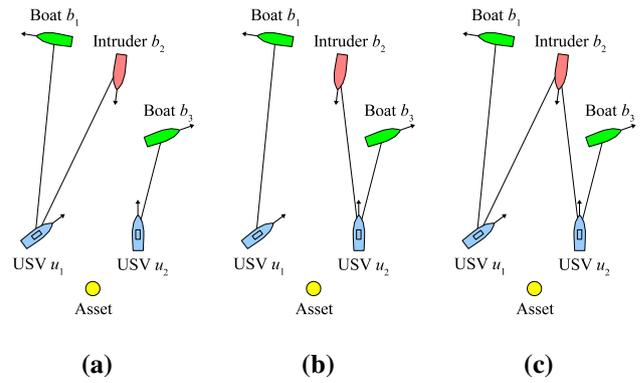 Boat b1
Intruder b2
Boat b3
USV u1
USV u2
Asset
(a)
Boat b1
Intruder b2
Boat b3
USV u1
USV u2
Asset
(b)
Boat b1
Intruder b2
Boat b3
USV u1
USV u2
Asset
(c)